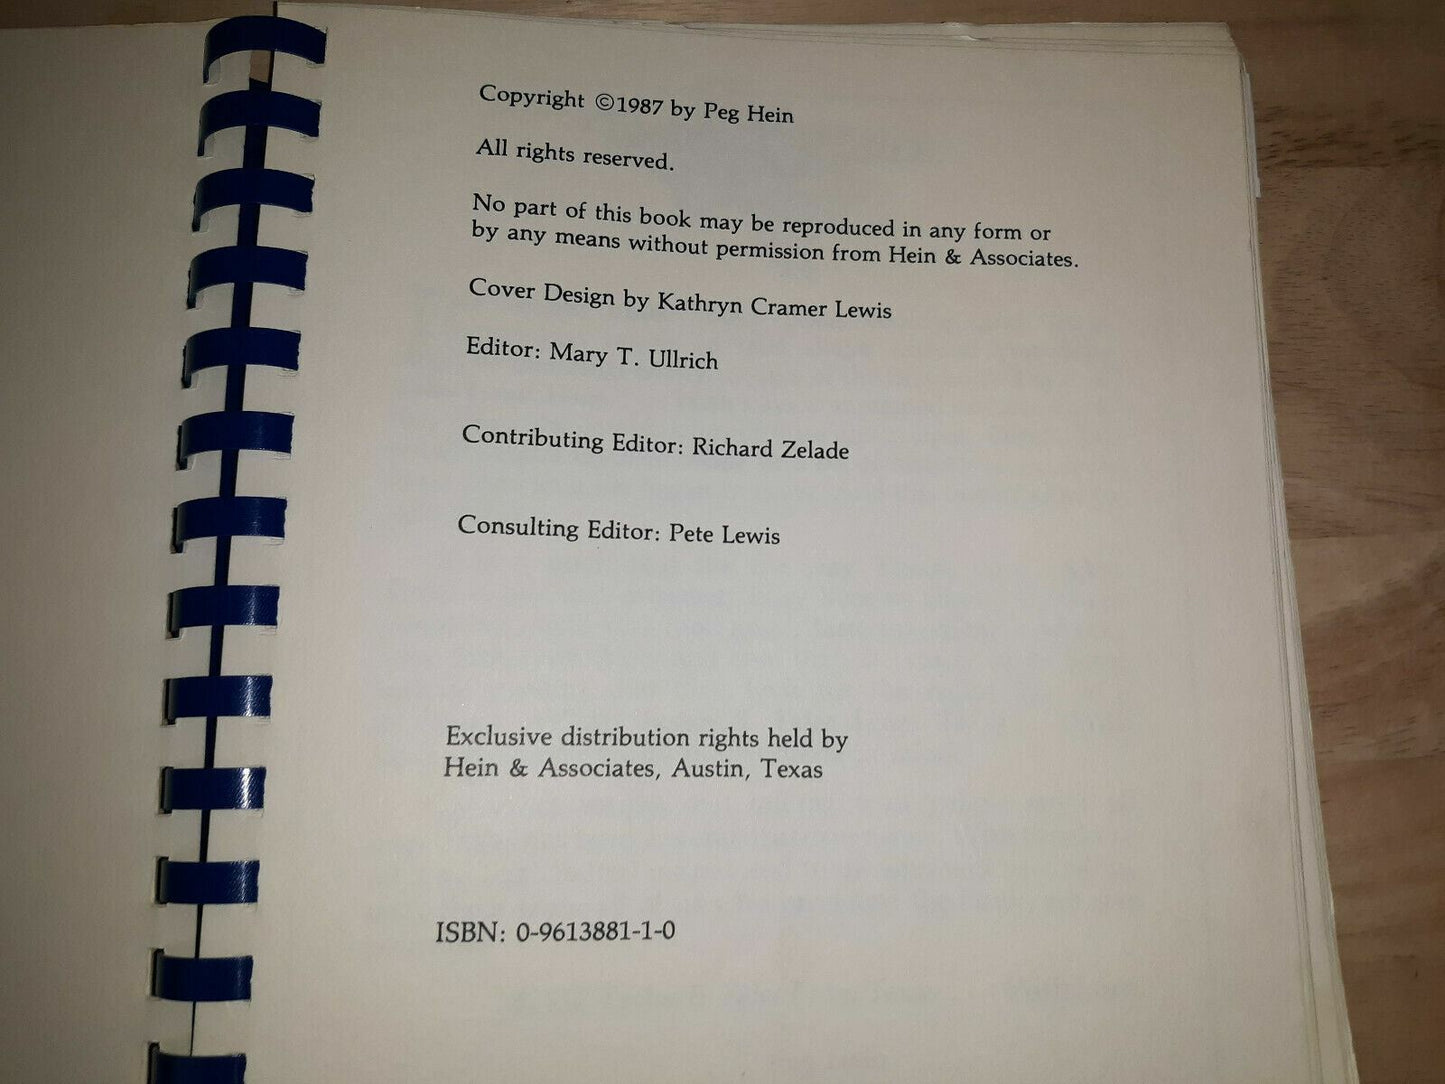 Copyright ©1987 by Peg Hein
All rights reserved.
No part of this book may be reproduced in any form or
by any means without permission from Hein & Associates.
Cover Design by Kathryn Cramer Lewis
Editor: Mary T. Ullrich
Contributing Editor: Richard Zelade
Consulting Editor: Pete Lewis
Exclusive distribution rights held by
Hein & Associates, Austin, Texas
ISBN: 0-9613881-1-0